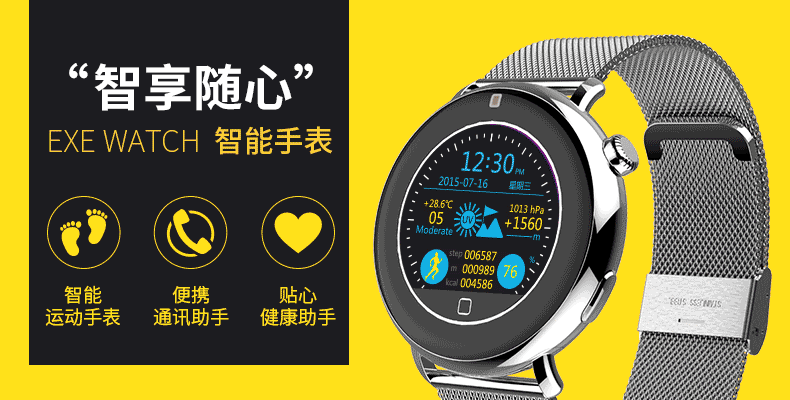 “智享随心”
EXE WATCH 智能手表
智能
运动手表
便携
通讯助手
贴心
健康助手
12:30 PM
2015-07-16 星期三
+28.6℃
05
Moderate
UV
1013 hPa
+1560
m
step 006587
m 000989
kcal 004586
76
%